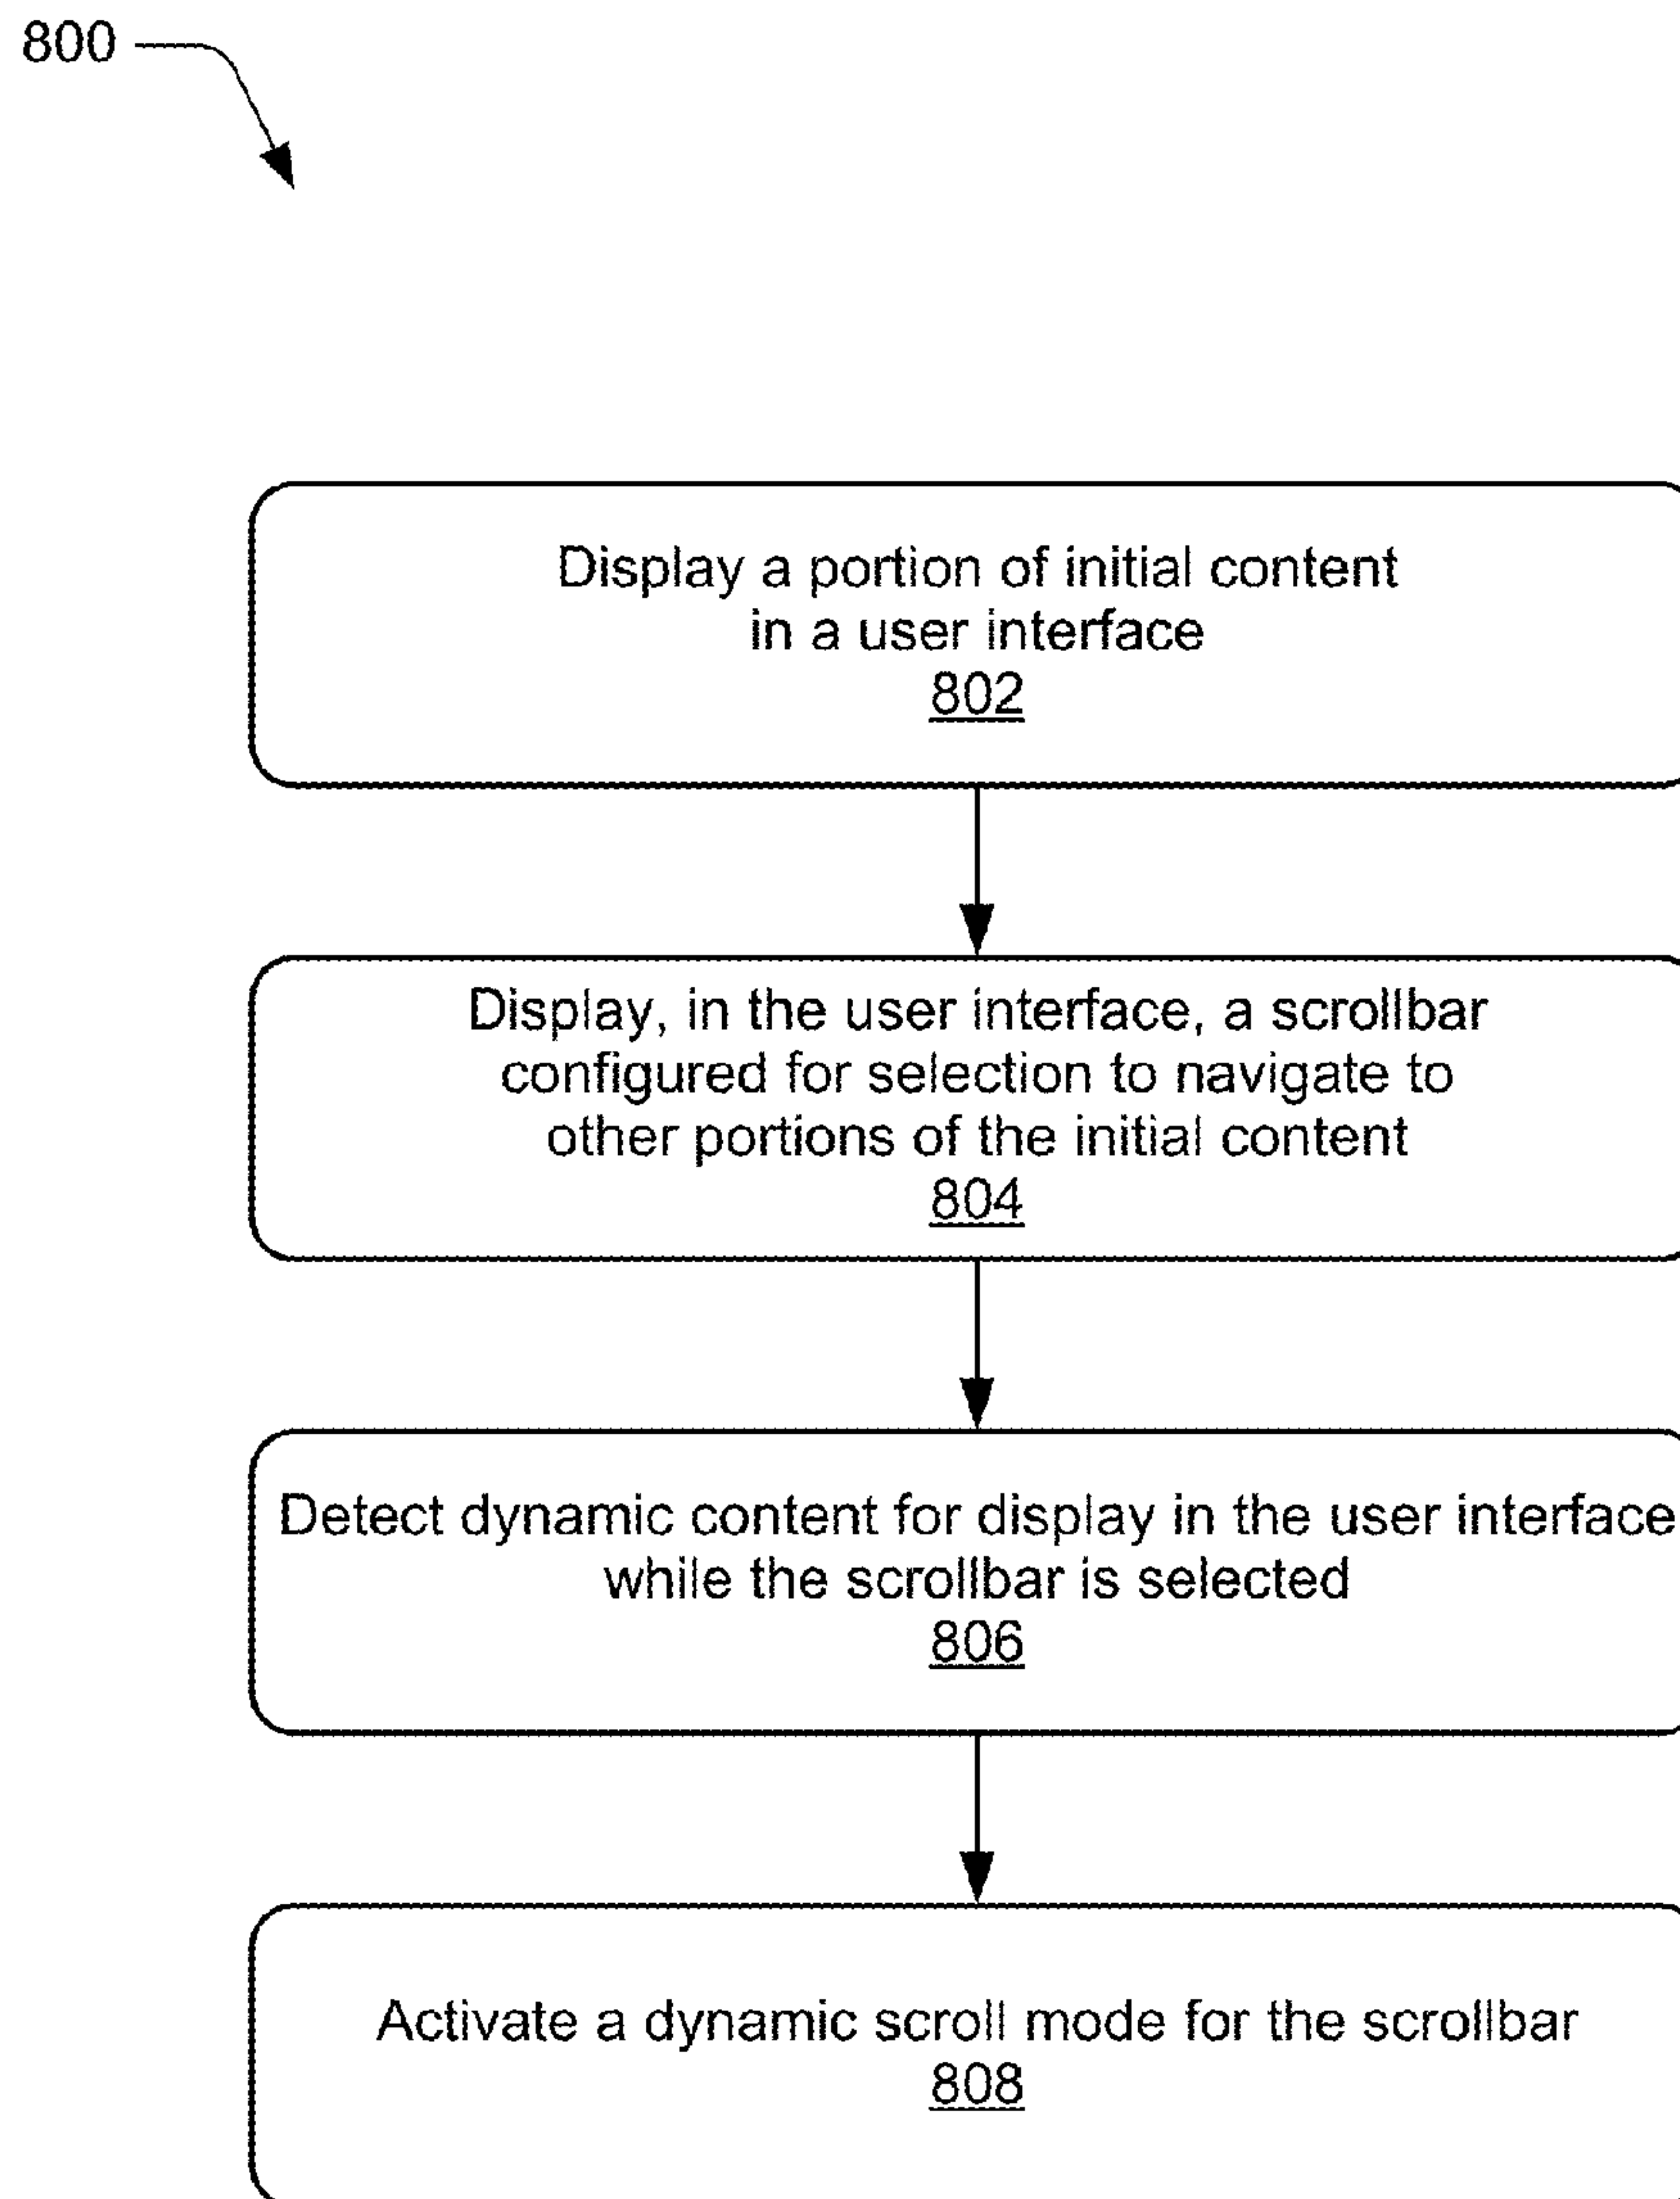 800
Display a portion of initial content
in a user interface
802
Display, in the user interface, a scrollbar
configured for selection to navigate to
other portions of the initial content
804
Detect dynamic content for display in the user interface
while the scrollbar is selected
806
Activate a dynamic scroll mode for the scrollbar
808